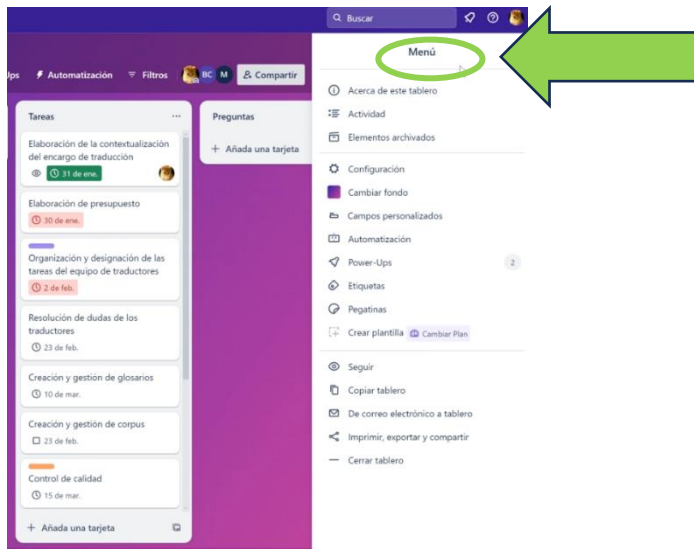 Buscar
Menú
Ups
Automatización
Filtros
BC
M
Compartir
Tareas
Elaboración de la contextualización
del encargo de traducción
31 de ene.
Elaboración de presupuesto
30 de ene.
Organización y designación de las
tareas del equipo de traductores
2 de feb.
Resolución de dudas de los
traductores
23 de feb.
Creación y gestión de glosarios
10 de mar.
Creación y gestión de corpus
23 de feb.
Control de calidad
15 de mar.
+ Añada una tarjeta
Preguntas
+ Añada una tarjeta
Acerca de este tablero
Actividad
Elementos archivados
Configuración
Cambiar fondo
Campos personalizados
Automatización
Power-Ups 2
Etiquetas
Pegatinas
Crear plantilla Cambiar Plan
Seguir
Copiar tablero
De correo electrónico a tablero
Imprimir, exportar y compartir
Cerrar tablero